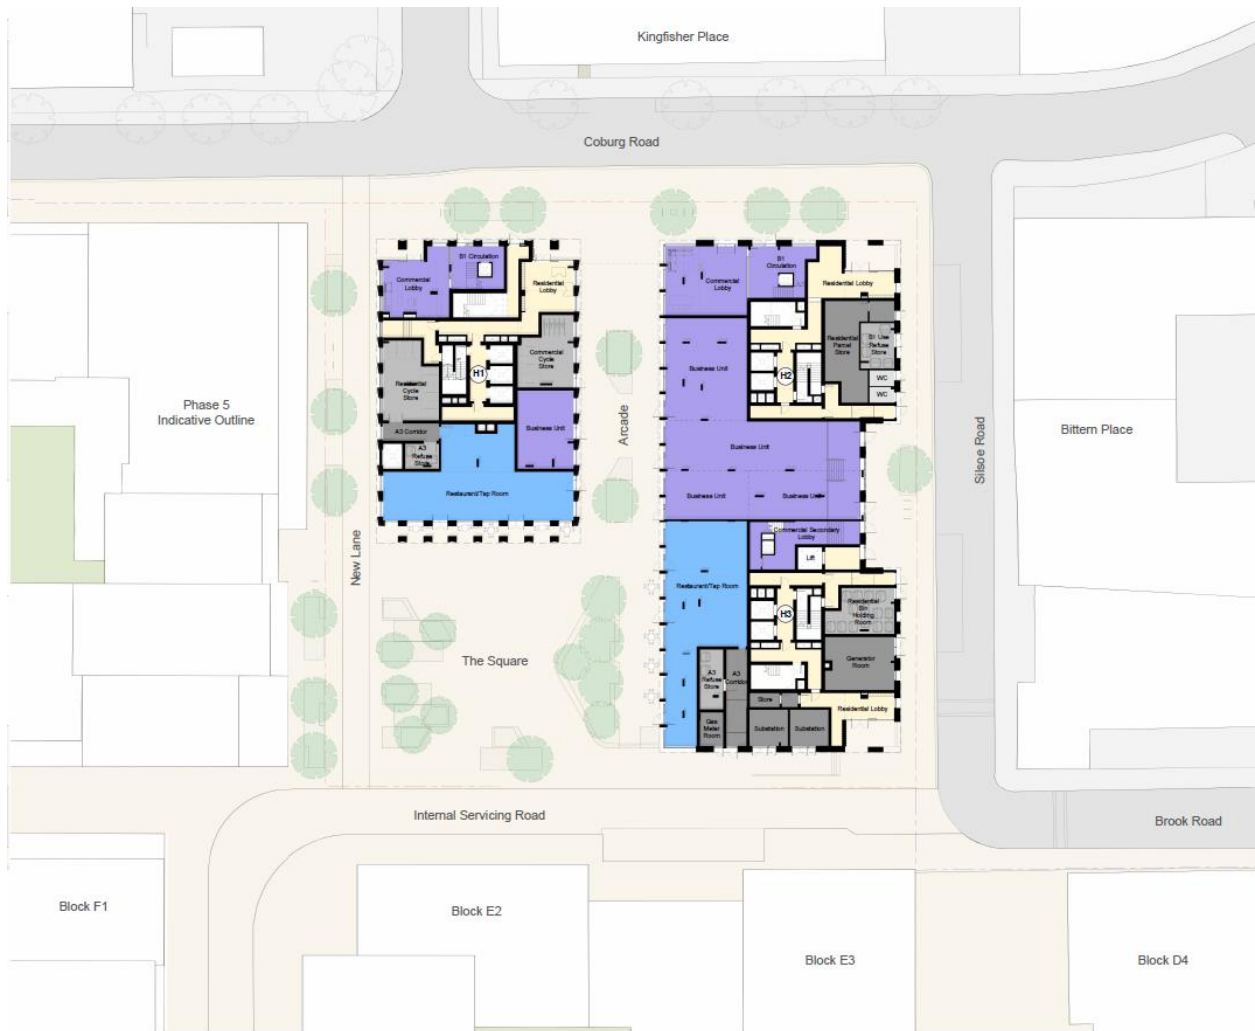 Kingfisher Place
Coburg Road
B1 Circulation
Commercial
Lobby
Residential
Lobby
Commercial
Cycle
Store
Residential
Cycle
Store
H1
A3 Corridor
A3
Refuse
Store
Business Unit
Restaurant/Tap Room
Commercial
Lobby
B1
Circulation
Residential Lobby
Residential
Parcel
Store
B1 Use
Refuse
Store
WC
WC
H2
Business Unit
Business Unit
Business Unit
Business Unit
Commercial Secondary
Lobby
Lift
Restaurant/Tap Room
H3
Residential
Bin
Holding
Room
Generator
Room
A3
Refuse
Store
A3
Corridor
Store
Residential Lobby
Gas
Meter
Room
Substation
Substation
Phase 5
Indicative Outline
New Lane
Arcade
Silsoe Road
Bittern Place
The Square
Internal Servicing Road
Brook Road
Block F1
Block E2
Block E3
Block D4